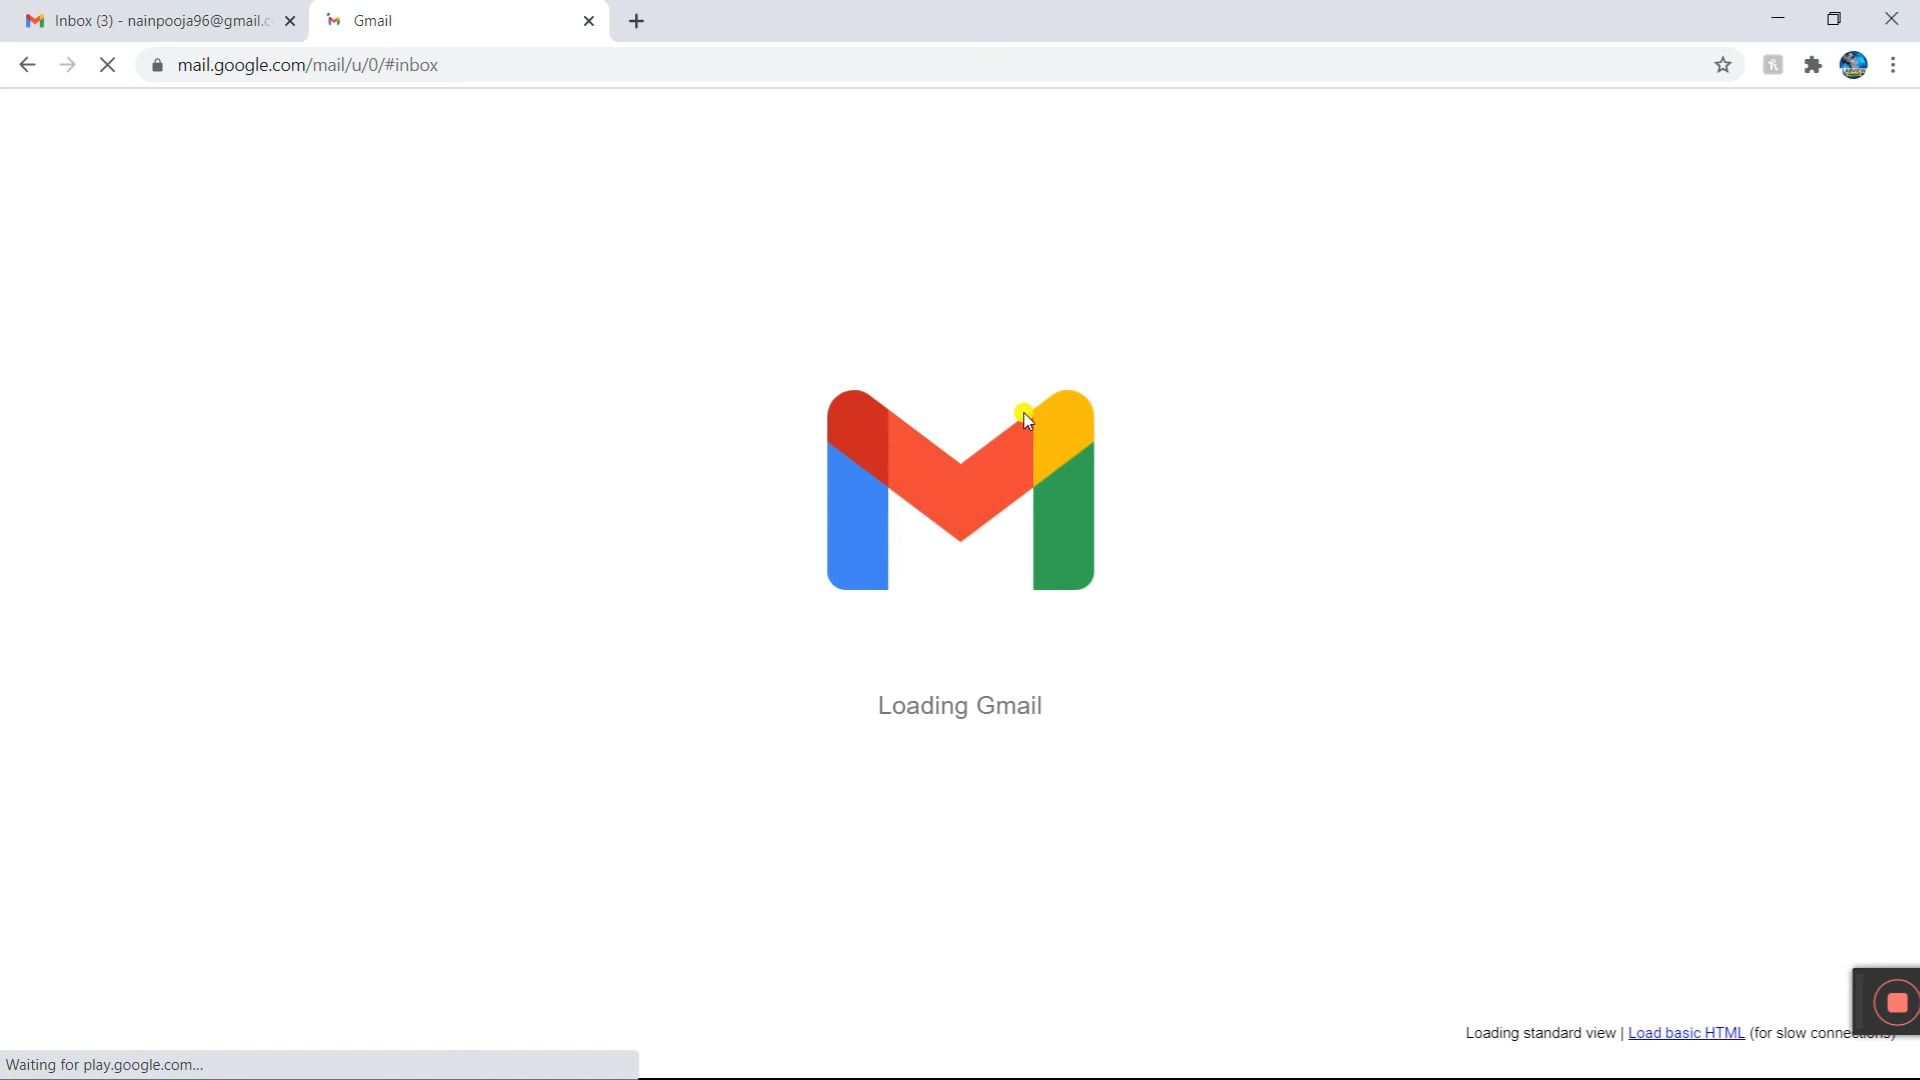 Inbox (3) - nainpooja96@gmail.c
Gmail
mail.google.com/mail/u/0/#inbox
Loading Gmail
Loading standard view | Load basic HTML (for slow connections)
Waiting for play.google.com...